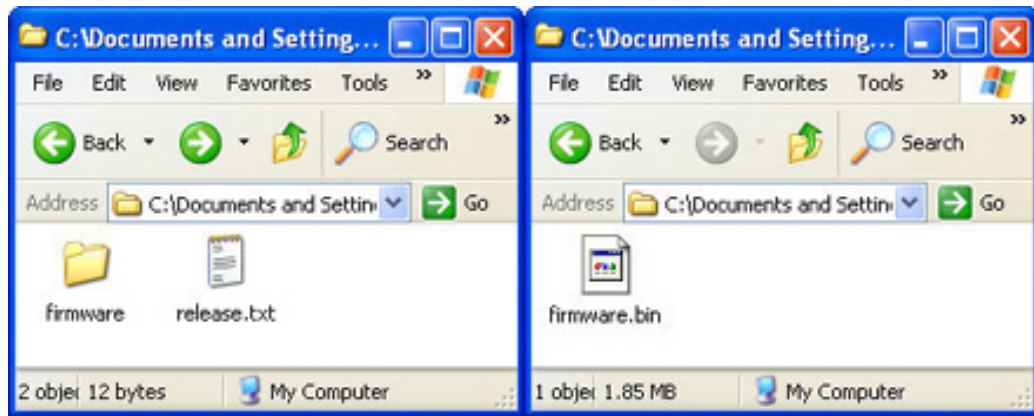 C:\Documents and Setting...
File Edit View Favorites Tools »
Back Search »
Address C:\Documents and Settin Go
firmware release.txt
2 objec 12 bytes My Computer
C:\Documents and Setting...
File Edit View Favorites Tools »
Back Search »
Address C:\Documents and Settin Go
firmware.bin
1 objec 1.85 MB My Computer